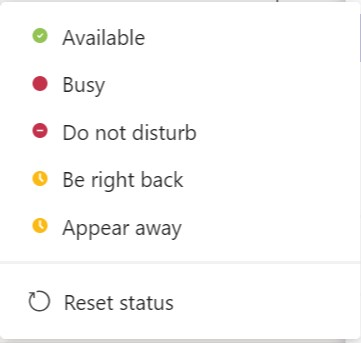 Available
Busy
Do not disturb
Be right back
Appear away
Reset status